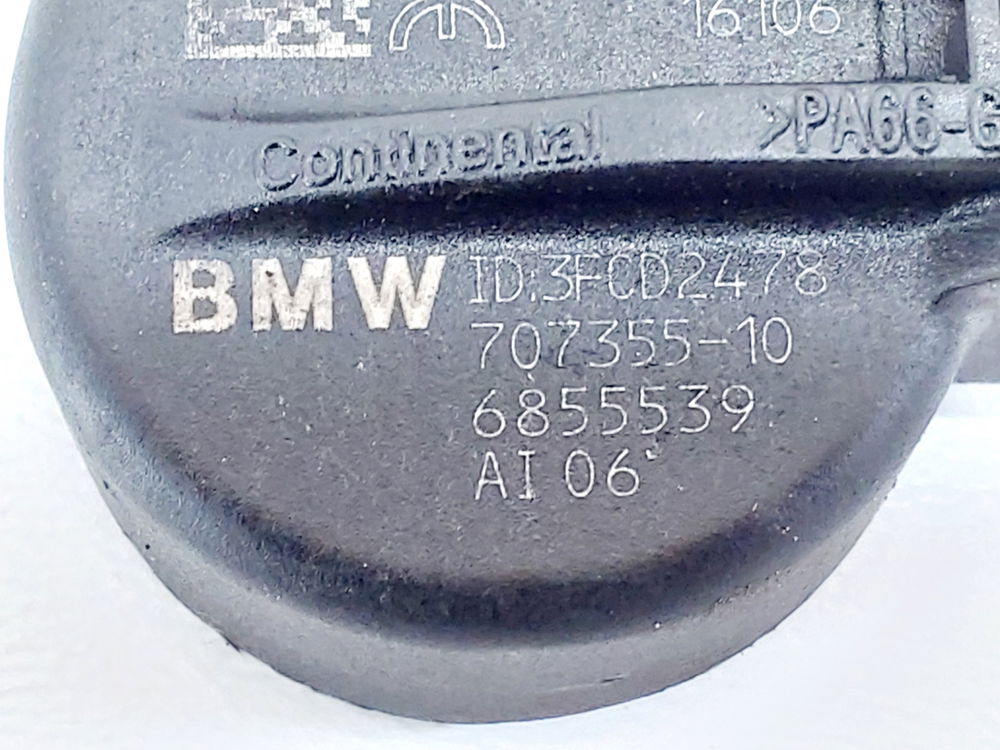 16106
Continental
>PA66-G
BMW ID:3FCD2478
707355-10
6855539
AI 06